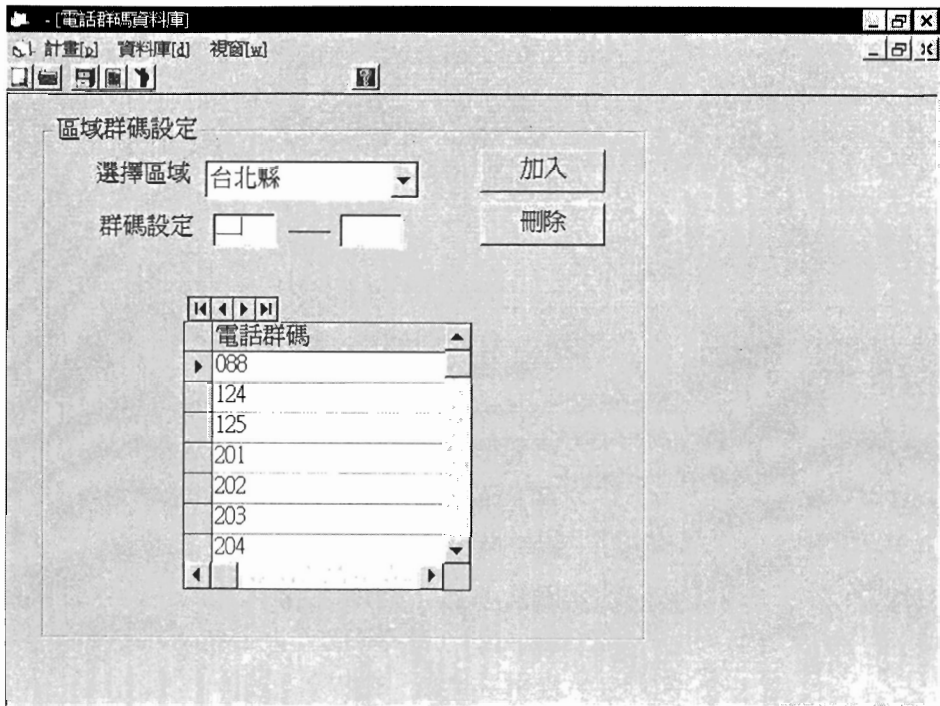 - [電話群碼資料庫]
計畫[p] 資料庫[d] 視窗[w]
區域群碼設定
選擇區域 台北縣 加入
群碼設定 — 刪除
電話群碼
088
124
125
201
202
203
204